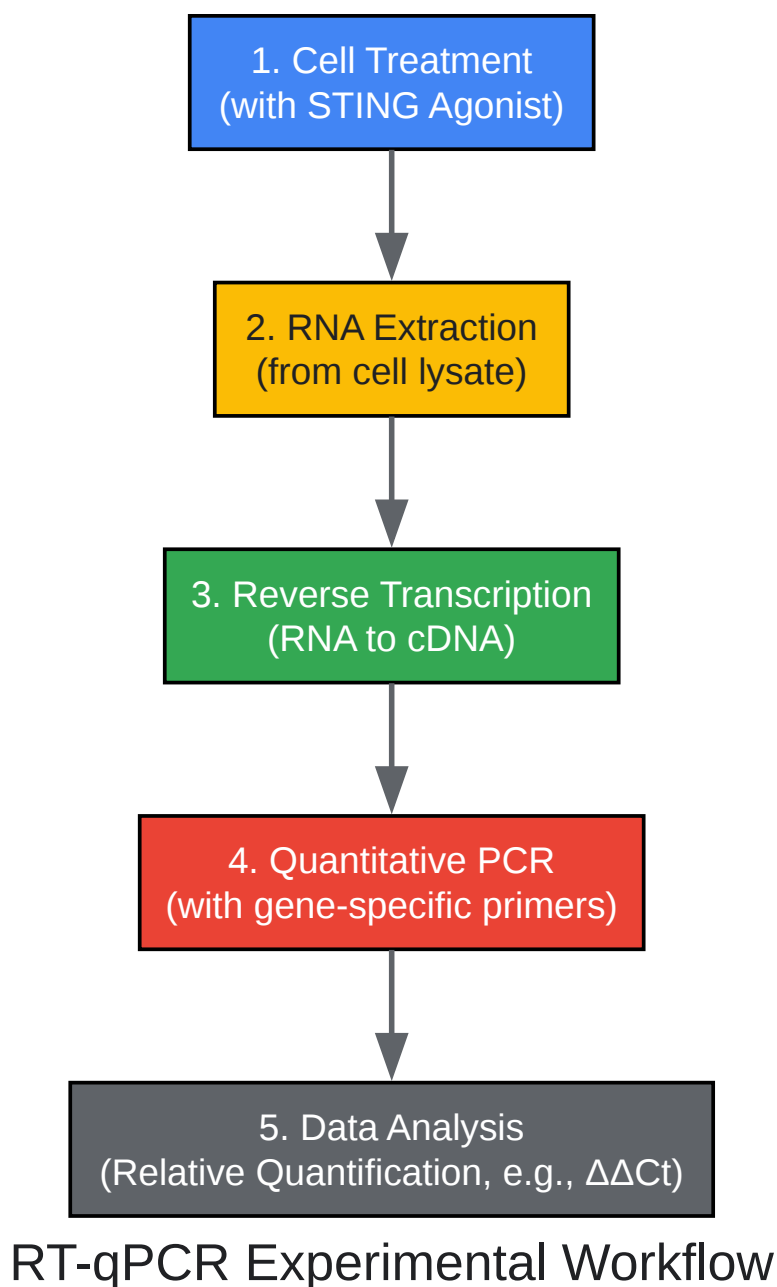 1. Cell Treatment
(with STING Agonist)
2. RNA Extraction
(from cell lysate)
3. Reverse Transcription
(RNA to cDNA)
4. Quantitative PCR
(with gene-specific primers)
5. Data Analysis
(Relative Quantification, e.g., ΔΔCt)
RT-qPCR Experimental Workflow